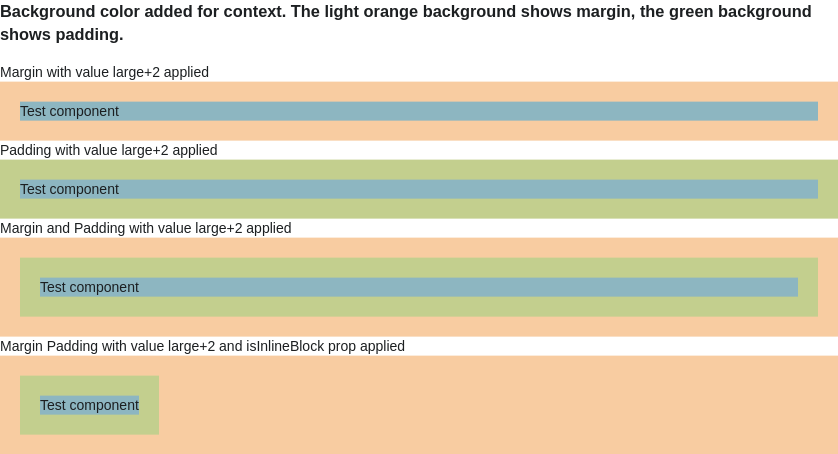 Background color added for context. The light orange background shows margin, the green background
shows padding.
Margin with value large+2 applied
Test component
Padding with value large+2 applied
Test component
Margin and Padding with value large+2 applied
Test component
Margin Padding with value large+2 and isInlineBlock prop applied
Test component